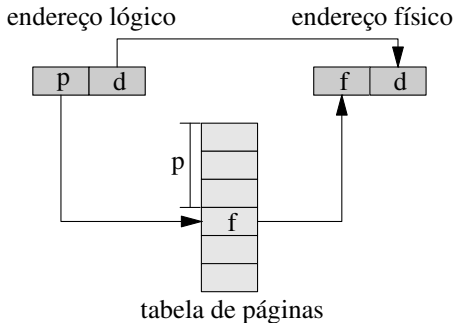 endereço lógico endereço físico
p d f d
p
f
tabela de páginas